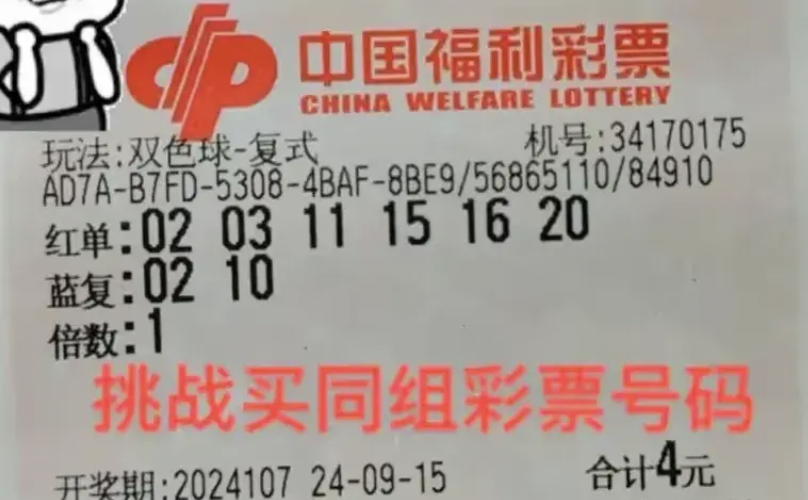 中国福利彩票
CHINA WELFARE LOTTERY
玩法:双色球-复式 机号:34170175
AD7A-B7FD-5308-4BAF-8BE9/56865110/84910
红单:02 03 11 15 16 20
蓝复:02 10
倍数:1
挑战买同组彩票号码
开奖期:2024107 24-09-15 合计4元